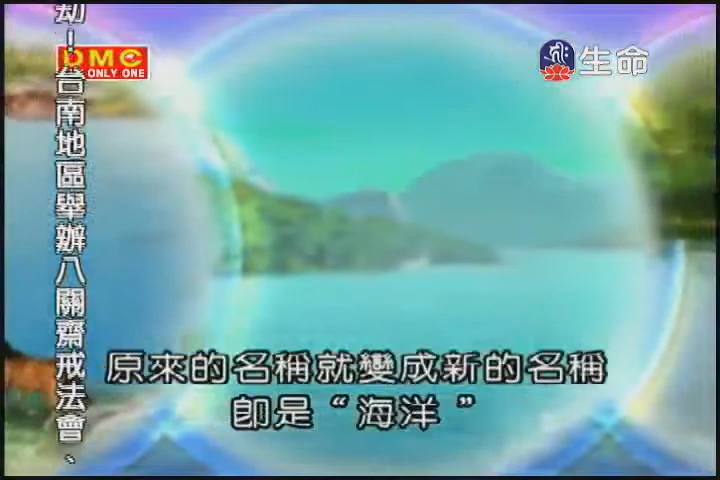 劫！台南地區舉辦八關齋戒法會、
DMC
ONLY ONE
生命
原來的名稱就變成新的名稱
即是“海洋”